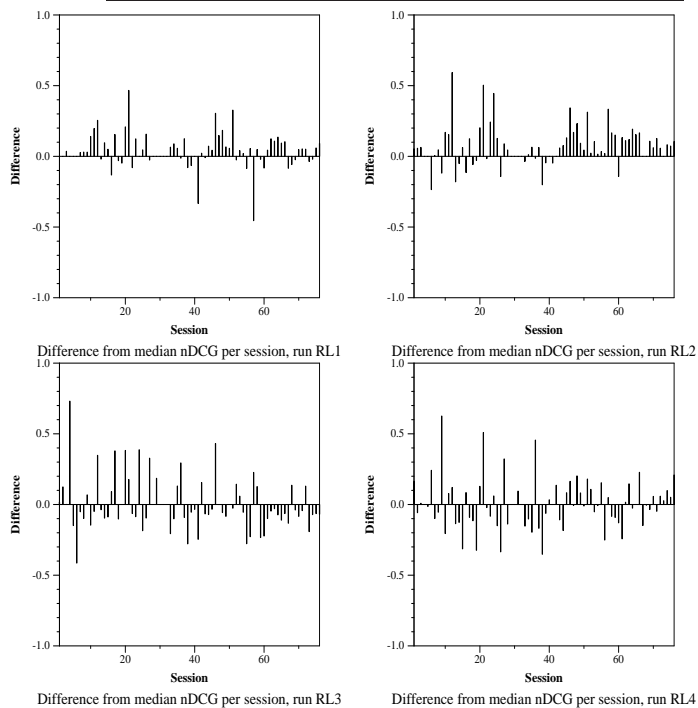 1.0
0.5
0.0
-0.5
-1.0
Difference
20
40
60
Session
Difference from median nDCG per session, run RL1
1.0
0.5
0.0
-0.5
-1.0
Difference
20
40
60
Session
Difference from median nDCG per session, run RL2
1.0
0.5
0.0
-0.5
-1.0
Difference
20
40
60
Session
Difference from median nDCG per session, run RL3
1.0
0.5
0.0
-0.5
-1.0
Difference
20
40
60
Session
Difference from median nDCG per session, run RL4